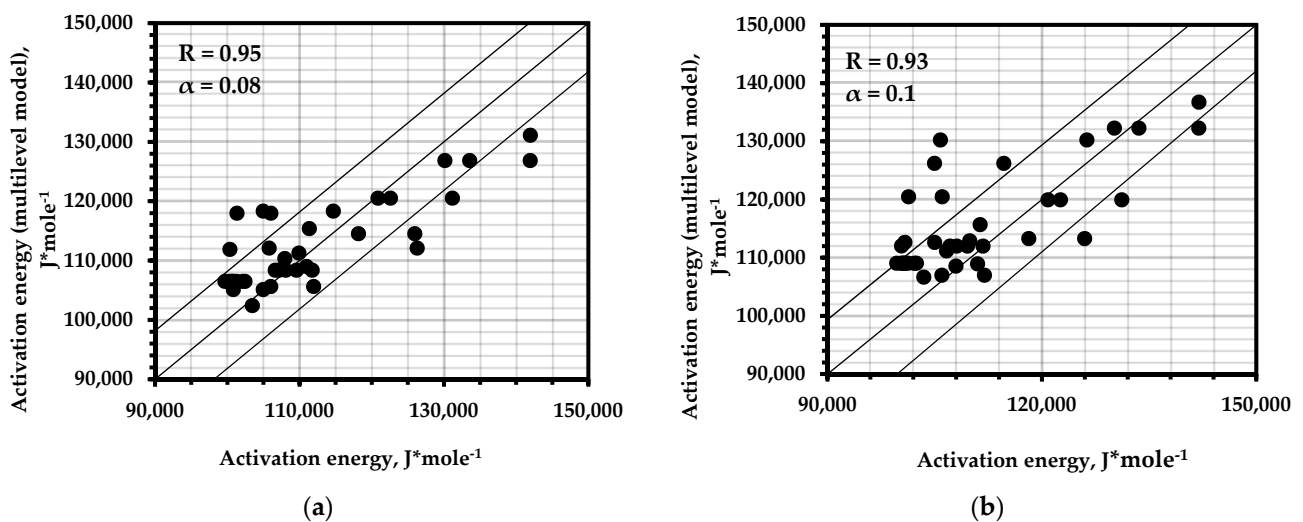 Activation energy (multilevel model),
J*mole-1
150,000
140,000
130,000
120,000
110,000
100,000
90,000
R = 0.95
α = 0.08
90,000 110,000 130,000 150,000
Activation energy, J*mole-1
(a)
Activation energy (multilevel model),
J*mole-1
150,000
140,000
130,000
120,000
110,000
100,000
90,000
R = 0.93
α = 0.1
90,000 120,000 150,000
Activation energy, J*mole-1
(b)